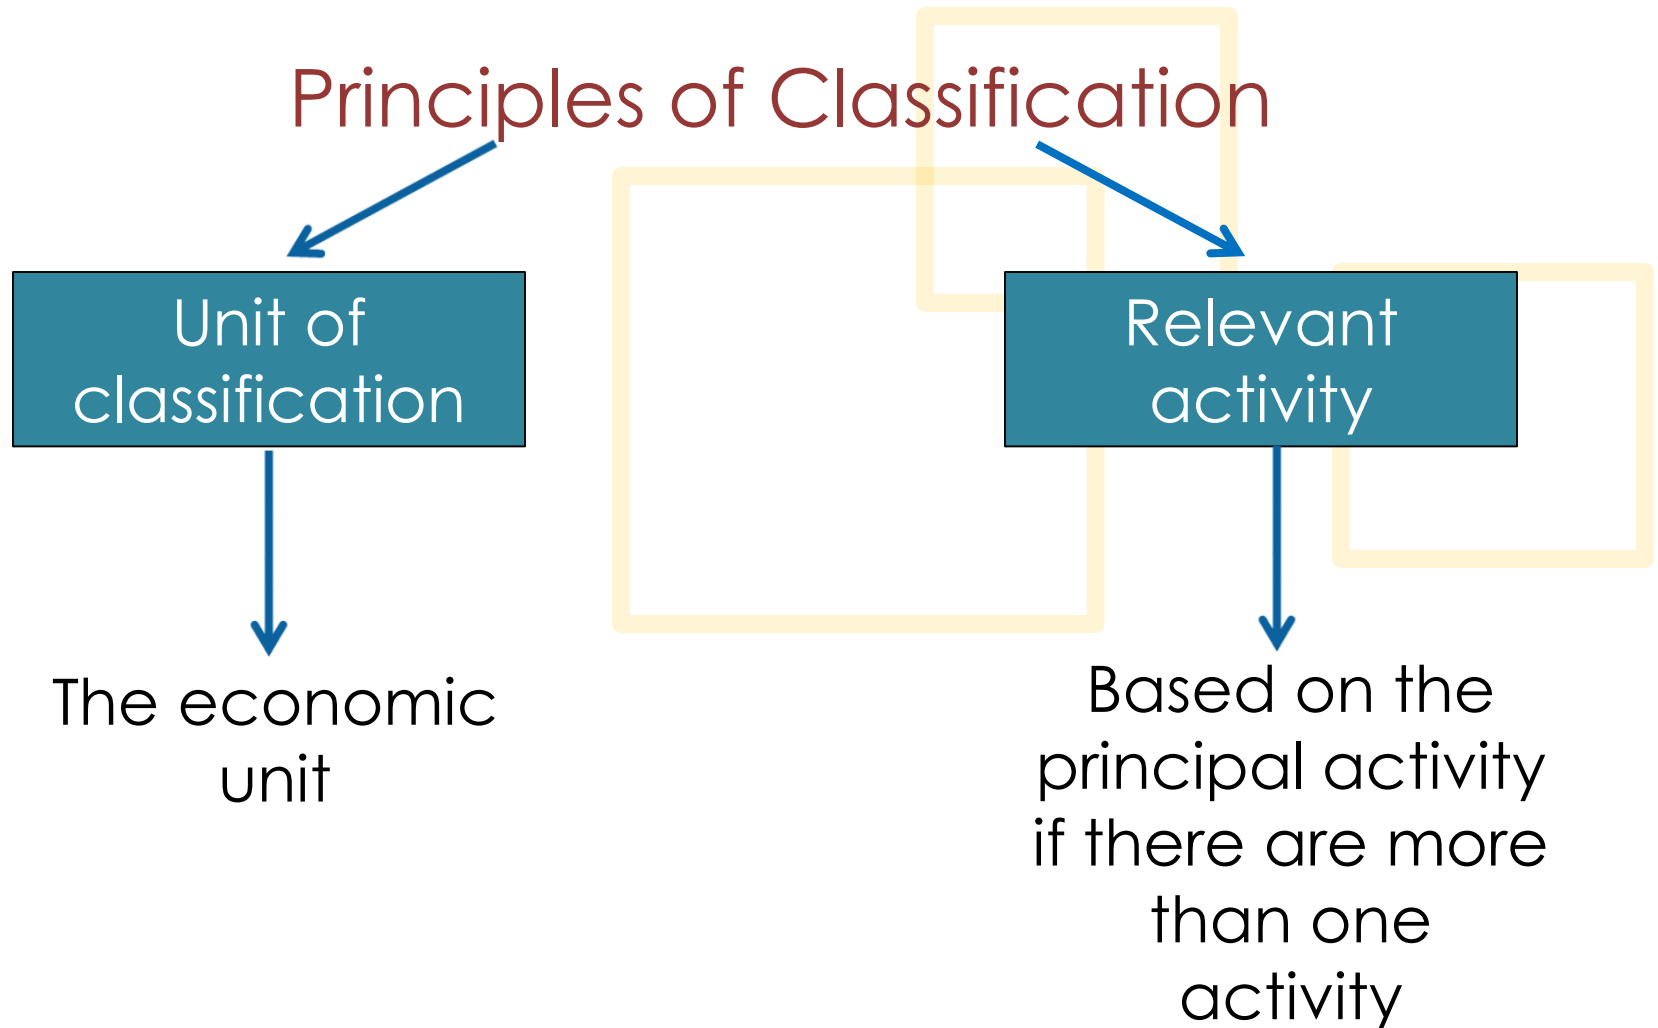 Principles of Classification
Unit of
classification
Relevant
activity
The economic
unit
Based on the
principal activity
if there are more
than one
activity